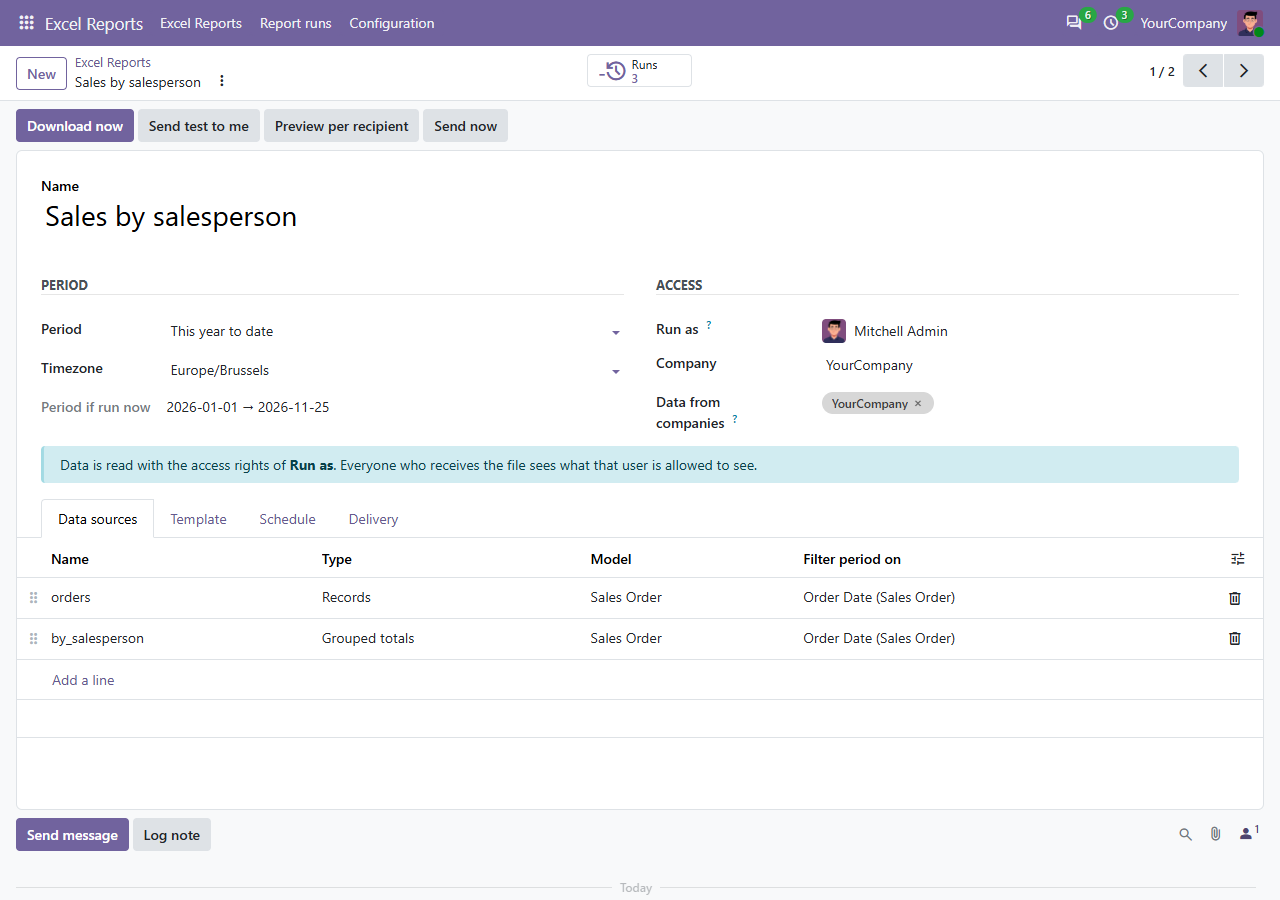 Excel Reports Excel Reports Report runs Configuration 6 3 YourCompany
New Excel Reports
Sales by salesperson
Runs
3
1 / 2
Download now Send test to me Preview per recipient Send now
Name
Sales by salesperson
PERIOD
Period This year to date
Timezone Europe/Brussels
Period if run now 2026-01-01 → 2026-11-25
ACCESS
Run as ? Mitchell Admin
Company YourCompany
Data from
companies ? YourCompany ×
Data is read with the access rights of Run as. Everyone who receives the file sees what that user is allowed to see.
Data sources Template Schedule Delivery
Name Type Model Filter period on
orders Records Sales Order Order Date (Sales Order)
by_salesperson Grouped totals Sales Order Order Date (Sales Order)
Add a line
Send message Log note 1
Today